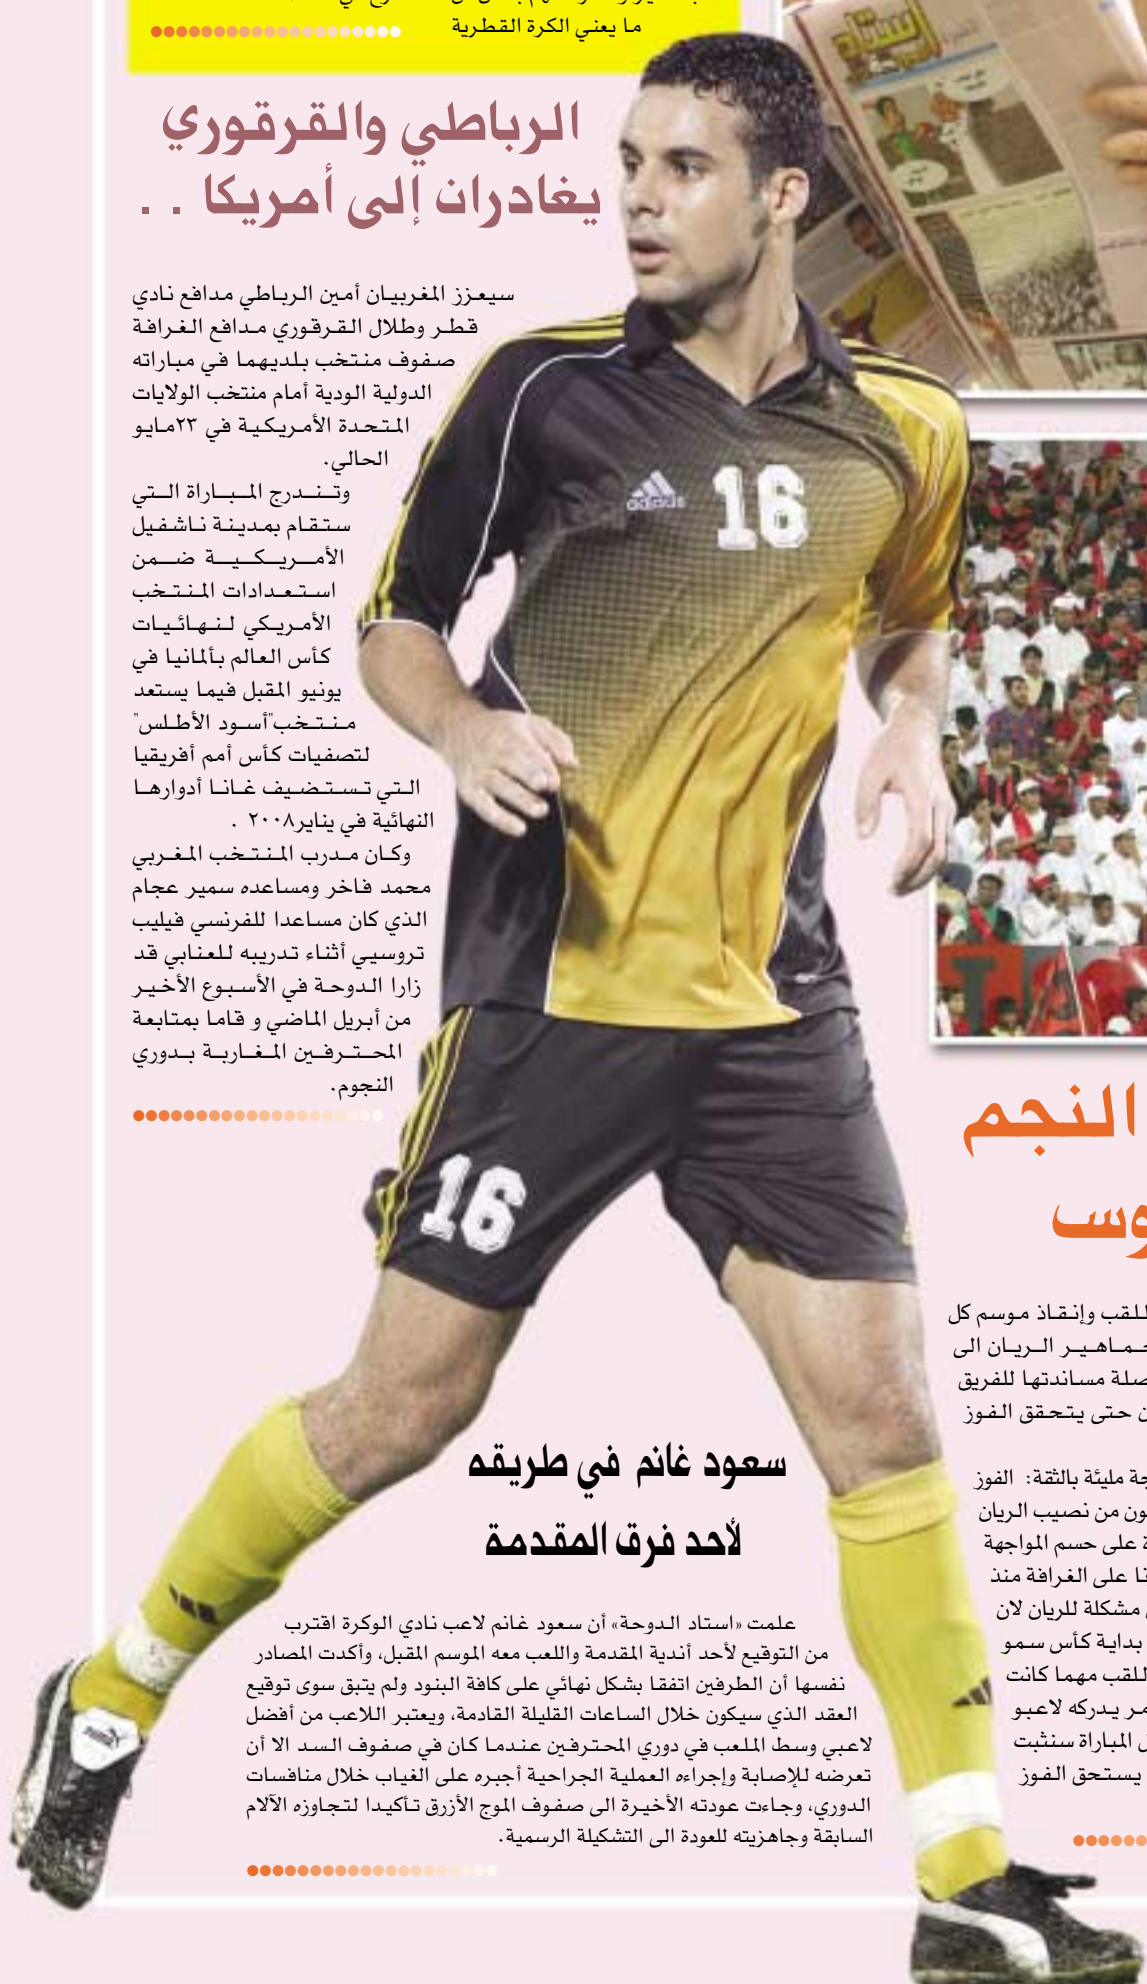 ما يعني الكرة القطرية
الرباطي والقرقوري
يغادران إلى أمريكا . .
سيعزز المغربيان أمين الرباطي مدافع نادي
قطر وطلال القرقوري مدافع الغرافة
صفوف منتخب بلديهما في مباراته
الدولية الودية أمام منتخب الولايات
المتحدة الأمريكية في ٢٣مايو
الحالي.
وتندرج المباراة التي
ستقام بمدينة ناشفيل
الأمريكية ضمن
استعدادات المنتخب
الأمريكي لنهائيات
كأس العالم بألمانيا في
يونيو المقبل فيما يستعد
منتخب"أسود الأطلس"
لتصفيات كأس أمم أفريقيا
التي تستضيف غانا أدوارها
النهائية في يناير٢٠٠٨ .
وكان مدرب المنتخب المغربي
محمد فاخر ومساعده سمير عجام
الذي كان مساعدا للفرنسي فيليب
تروسيي أثناء تدريبه للعنابي قد
زارا الدوحة في الأسبوع الأخير
من أبريل الماضي و قاما بمتابعة
المحترفين المغاربة بدوري
النجوم.
adidas
16
16
PUMA
النجم
للقب وإنقاذ موسم كل
الريان الى
مساندتها للفريق
حتى يتحقق الفوز
مليئة بالثقة: الفوز
من نصيب الريان
على حسم المواجهة
على الغرافة منذ
مشكلة للريان لان
بداية كأس سمو
للقب مهما كانت
يدركه لاعبو
المباراة سنثبت
يستحق الفوز
سعود غانم في طريقه
لأحد فرق المقدمة
علمت «استاد الدوحة» أن سعود غانم لاعب نادي الوكرة اقترب
من التوقيع لأحد أندية المقدمة واللعب معه الموسم المقبل، وأكدت المصادر
نفسها أن الطرفين اتفقا بشكل نهائي على كافة البنود ولم يتبق سوى توقيع
العقد الذي سيكون خلال الساعات القليلة القادمة، ويعتبر اللاعب من أفضل
لاعبي وسط الملعب في دوري المحترفين عندما كان في صفوف السد الا أن
تعرضه للإصابة وإجراءه العملية الجراحية أجبره على الغياب خلال منافسات
الدوري، وجاءت عودته الأخيرة الى صفوف الموج الأزرق تأكيدا لتجاوزه الآلام
السابقة وجاهزيته للعودة الى التشكيلة الرسمية.